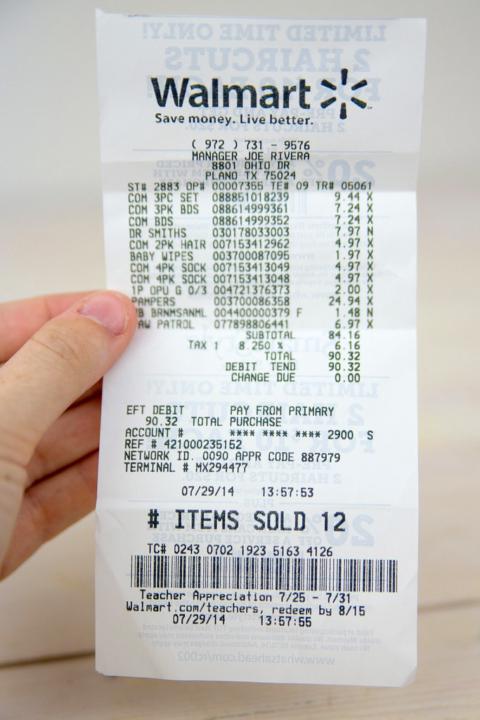 Walmart
Save money. Live better.
( 972 ) 731 - 9576
MANAGER JOE RIVERA
8801 OHIO DR
PLANO TX 75024
ST# 2883 OP# 00007355 TE# 09 TR# 05061
COM 3PC SET 088851018239 9.44 X
COM 3PK BDS 088614999361 7.24 X
COM BDS 088614999352 7.24 X
DR SMITHS 030178033003 7.97 N
COM 2PK HAIR 007153412962 4.97 X
BABY WIPES 003700087095 1.97 X
COM 4PK SOCK 007153413049 4.97 X
COM 4PK SOCK 007153413048 4.97 X
1P OPU G 0/3 004721376373 2.00 X
PAMPERS 003700086358 24.94 X
B BRNMSANML 004400000379 F 1.48 N
AW PATROL 077898806441 6.97 X
SUBTOTAL 84.16
TAX 1 8.250 % 6.16
TOTAL 90.32
DEBIT TEND 90.32
CHANGE DUE 0.00
EFT DEBIT PAY FROM PRIMARY
90.32 TOTAL PURCHASE
ACCOUNT # **** **** **** 2900 S
REF # 421000235152
NETWORK ID. 0090 APPR CODE 887979
TERMINAL # MX294477
07/29/14 13:57:53
# ITEMS SOLD 12
TC# 0243 0702 1923 5163 4126
Teacher Appreciation 7/25 - 7/31
Walmart.com/teachers, redeem by 8/15
07/29/14 13:57:55